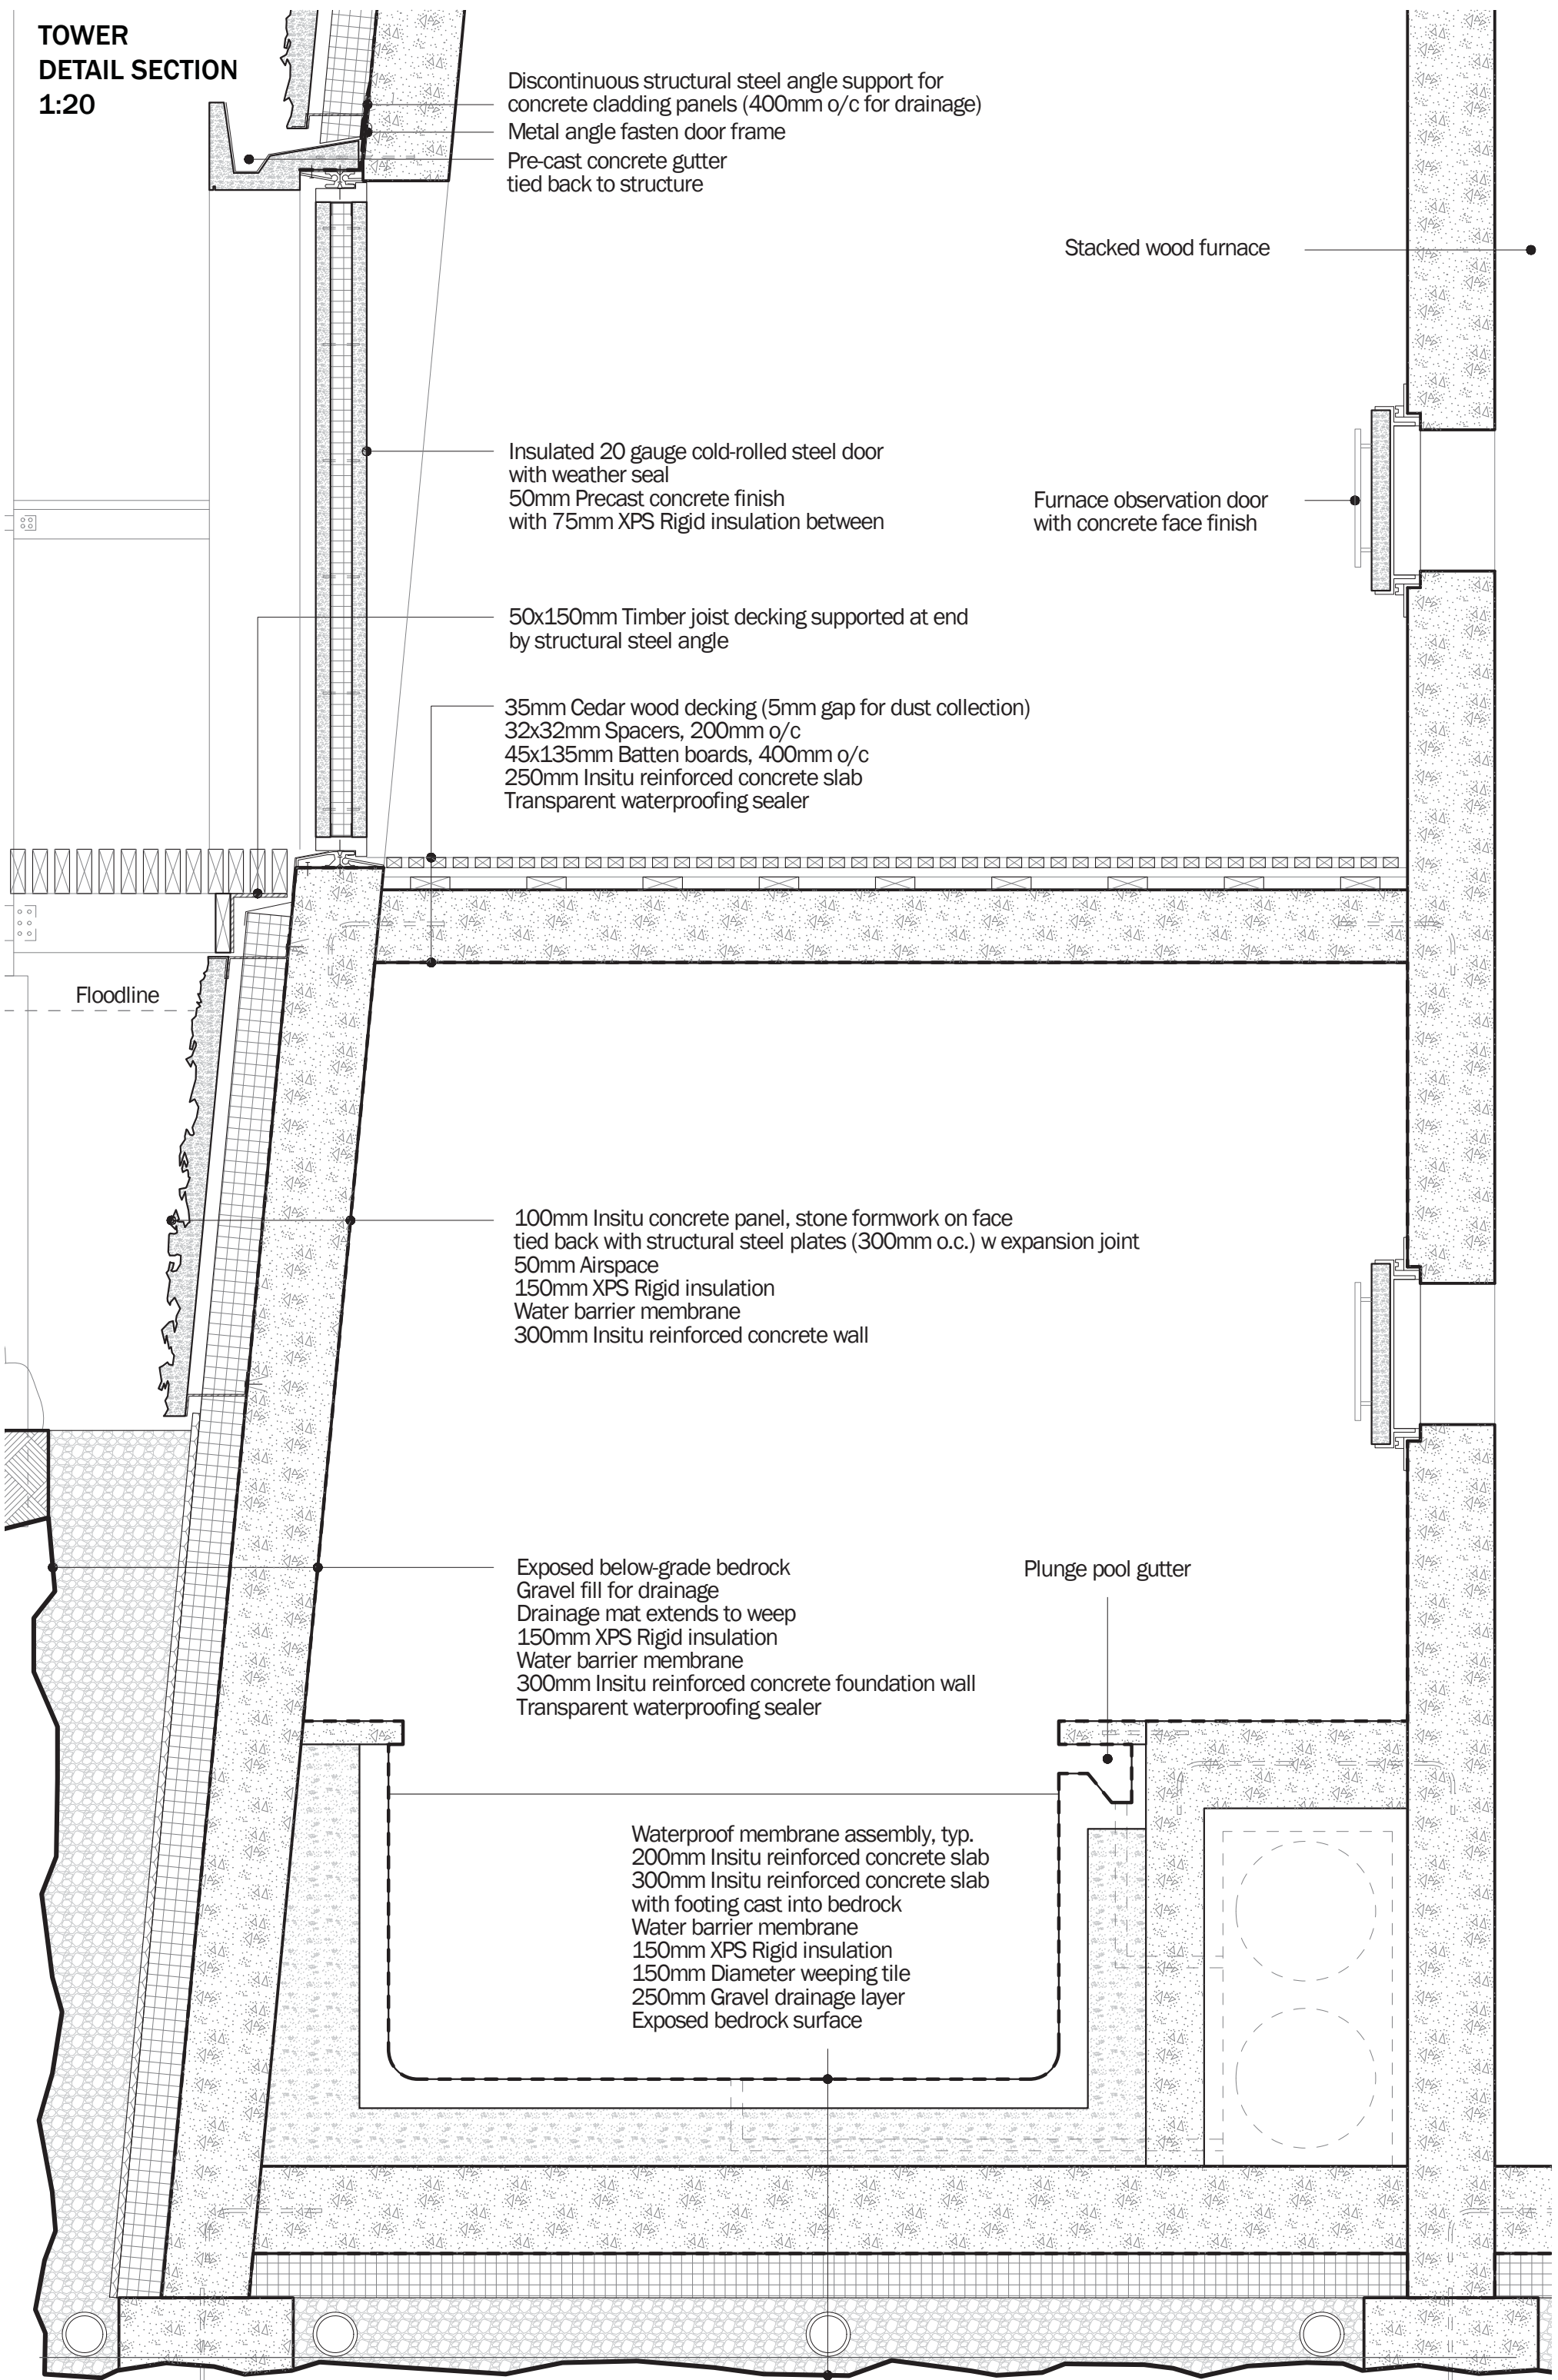 TOWER
DETAIL SECTION
1:20
Discontinuous structural steel angle support for
concrete cladding panels (400mm o/c for drainage)
Metal angle fasten door frame
Pre-cast concrete gutter
tied back to structure
Stacked wood furnace
Insulated 20 gauge cold-rolled steel door
with weather seal
50mm Precast concrete finish
with 75mm XPS Rigid insulation between
Furnace observation door
with concrete face finish
50x150mm Timber joist decking supported at end
by structural steel angle
35mm Cedar wood decking (5mm gap for dust collection)
32x32mm Spacers, 200mm o/c
45x135mm Batten boards, 400mm o/c
250mm Insitu reinforced concrete slab
Transparent waterproofing sealer
Floodline
100mm Insitu concrete panel, stone formwork on face
tied back with structural steel plates (300mm o.c.) w expansion joint
50mm Airspace
150mm XPS Rigid insulation
Water barrier membrane
300mm Insitu reinforced concrete wall
Exposed below-grade bedrock
Gravel fill for drainage
Drainage mat extends to weep
150mm XPS Rigid insulation
Water barrier membrane
300mm Insitu reinforced concrete foundation wall
Transparent waterproofing sealer
Plunge pool gutter
Waterproof membrane assembly, typ.
200mm Insitu reinforced concrete slab
300mm Insitu reinforced concrete slab
with footing cast into bedrock
Water barrier membrane
150mm XPS Rigid insulation
150mm Diameter weeping tile
250mm Gravel drainage layer
Exposed bedrock surface